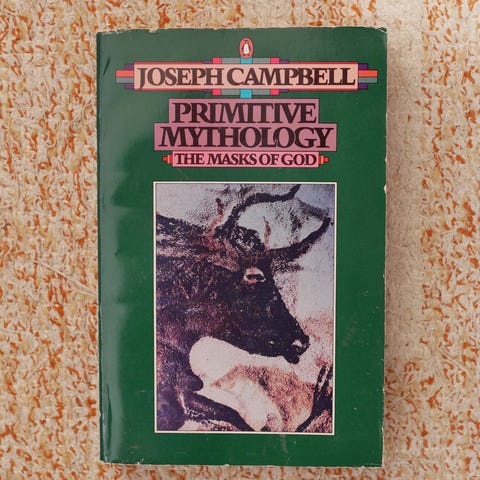 JOSEPH CAMPBELL
PRIMITIVE
MYTHOLOGY
THE MASKS OF GOD